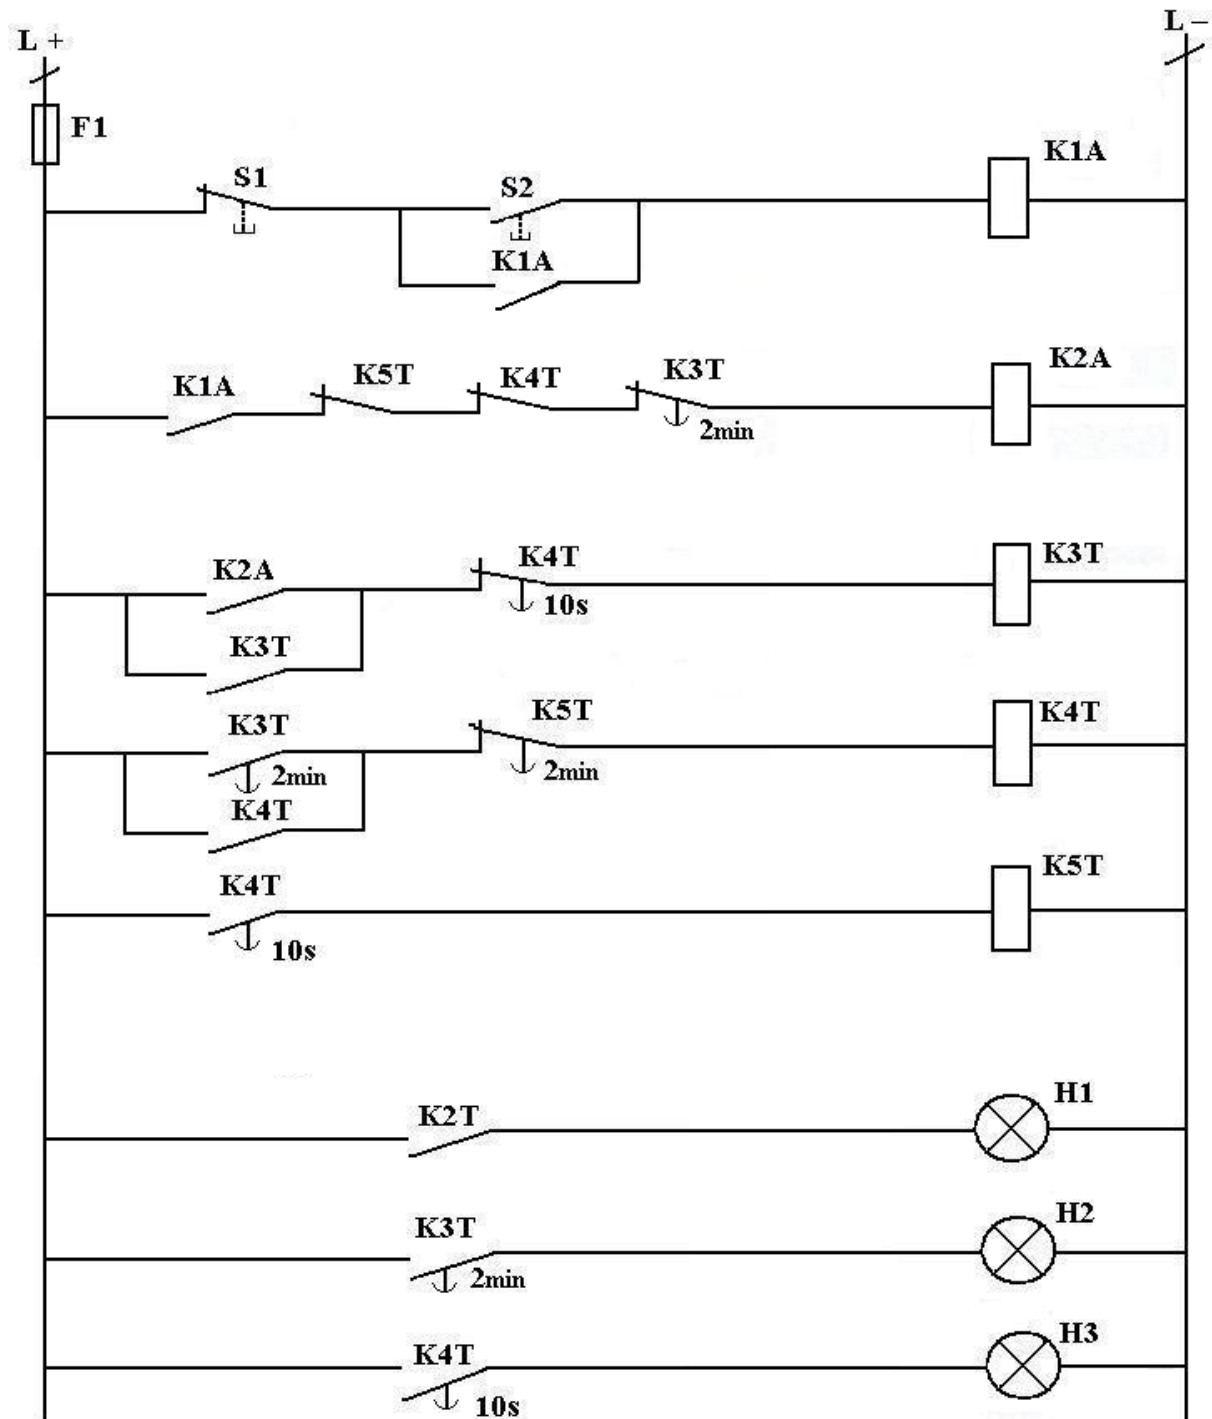 L –
L +
F1
K1A
S1
S2
K1A
K2A
K1A
K5T
K4T
K3T
2min
K3T
K2A
K4T
10s
K3T
K4T
K3T
K5T
2min
2min
K4T
K5T
K4T
10s
H1
K2T
H2
K3T
2min
H3
K4T
10s